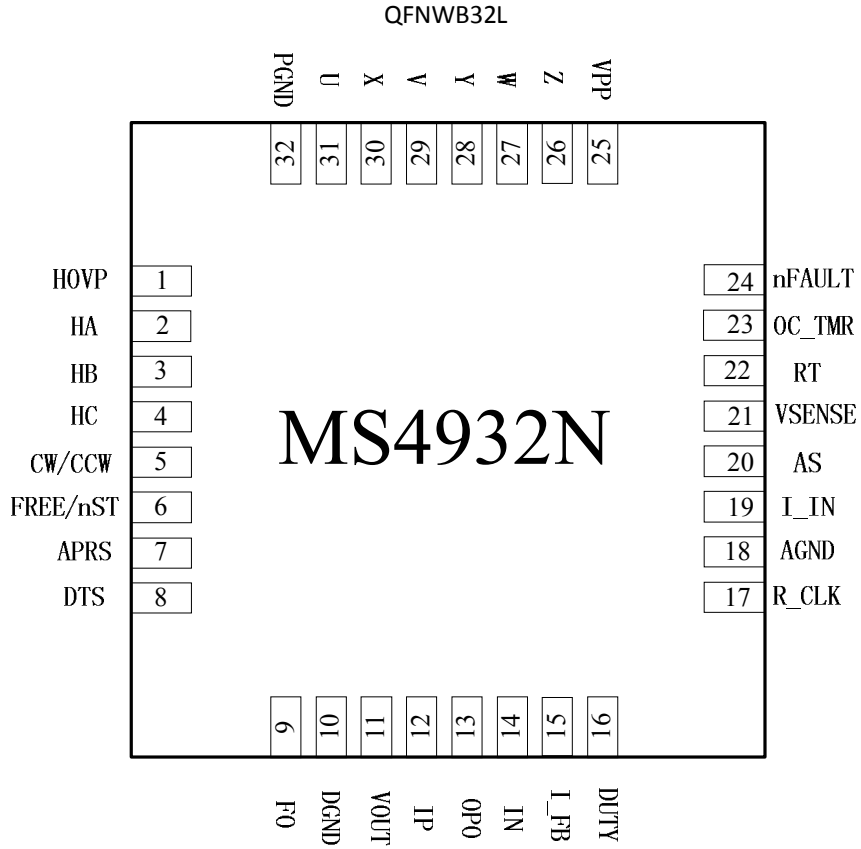 QFNWB32L
PGND U X V Y W Z VPP
32 31 30 29 28 27 26 25
HOVP 1
HA 2
HB 3
HC 4
CW/CCW 5
FREE/nST 6
APRS 7
DTS 8
MS4932N
24 nFAULT
23 OC_TMR
22 RT
21 VSENSE
20 AS
19 I_IN
18 AGND
17 R_CLK
9 10 11 12 13 14 15 16
FO DGND VOUT IP OPO IN I_FB DUTY